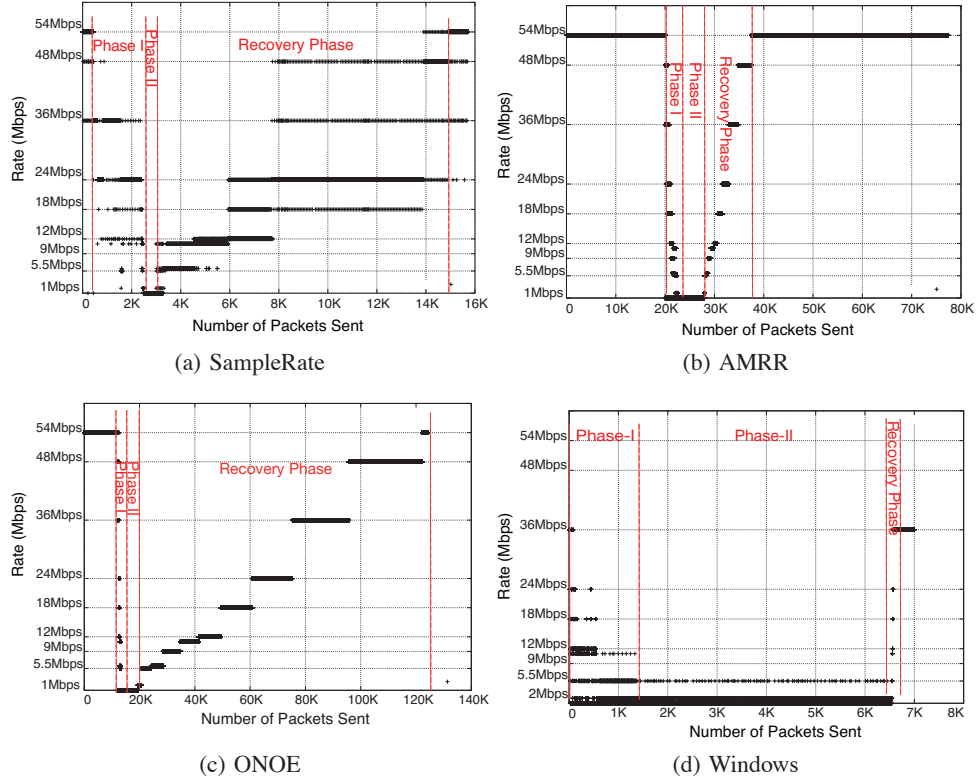 54Mbps
48Mbps
36Mbps
24Mbps
18Mbps
12Mbps
9Mbps
5.5Mbps
1Mbps
Rate (Mbps)
Phase I
Phase II
Recovery Phase
0 2K 4K 6K 8K 10K 12K 14K 16K
Number of Packets Sent
(a) SampleRate
54Mbps
48Mbps
36Mbps
24Mbps
18Mbps
12Mbps
9Mbps
5.5Mbps
1Mbps
Rate (Mbps)
Phase I
Phase II
Recovery Phase
0 10K 20K 30K 40K 50K 60K 70K 80K
Number of Packets Sent
(b) AMRR
54Mbps
48Mbps
36Mbps
24Mbps
18Mbps
12Mbps
9Mbps
5.5Mbps
1Mbps
Rate (Mbps)
Phase I
Phase II
Recovery Phase
0 20K 40K 60K 80K 100K 120K 140K
Number of Packets Sent
(c) ONOE
54Mbps
48Mbps
36Mbps
24Mbps
18Mbps
12Mbps
9Mbps
5.5Mbps
2Mbps
Rate (Mbps)
Phase-I
Phase-II
Recovery Phase
0 1K 2K 3K 4K 5K 6K 7K 8K
Number of Packets Sent
(d) Windows